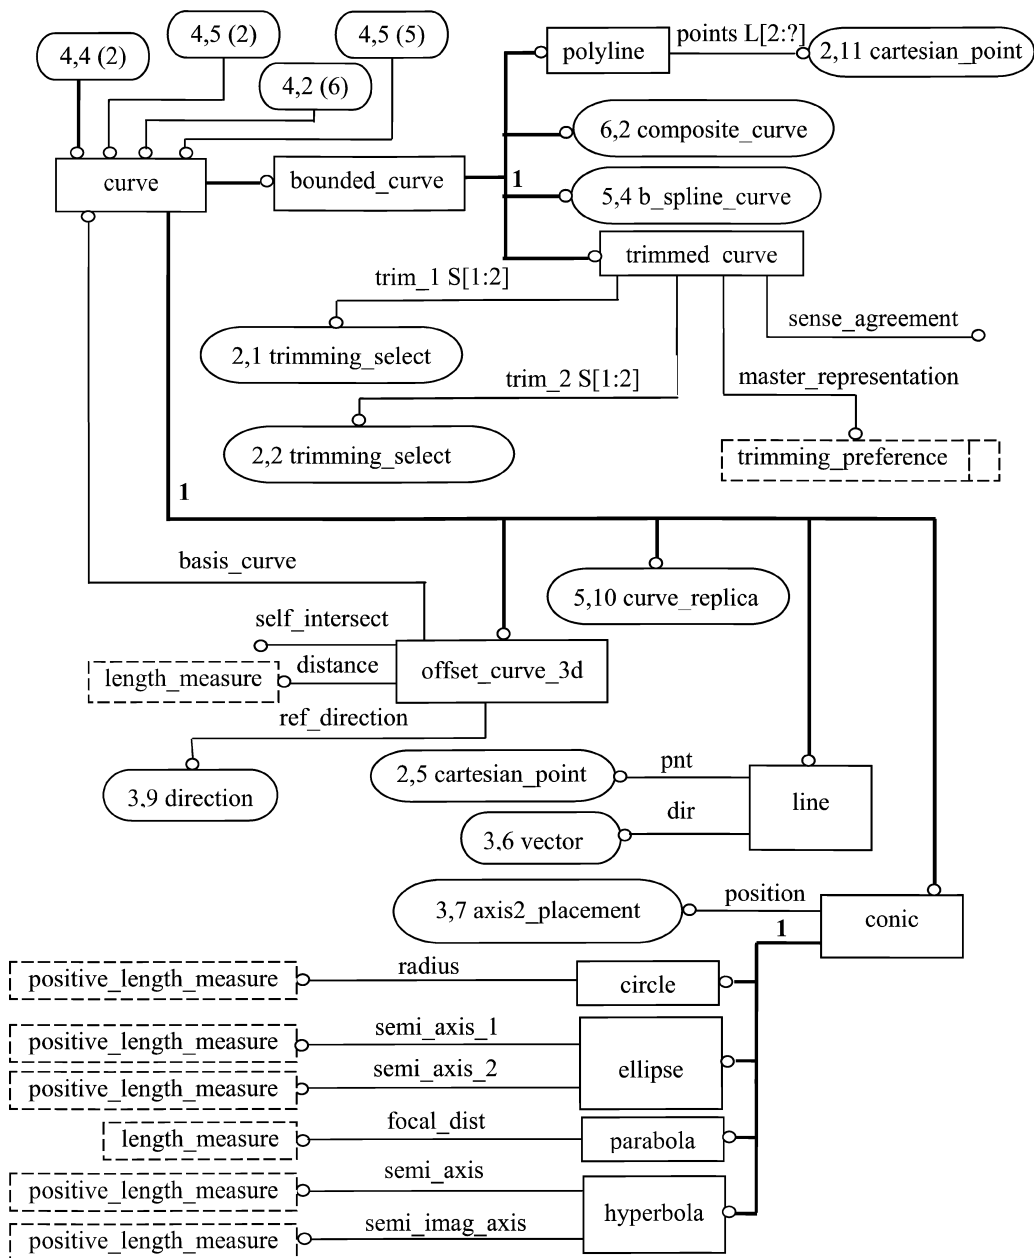 4,4 (2)
4,5 (2)
4,5 (5)
4,2 (6)
polyline
points L[2:?]
2,11 cartesian_point
6,2 composite_curve
curve
bounded_curve
1
5,4 b_spline_curve
trimmed curve
trim_1 S[1:2]
sense_agreement
2,1 trimming_select
trim_2 S[1:2]
master_representation
2,2 trimming_select
trimming_preference
1
basis_curve
5,10 curve_replica
self_intersect
distance
length_measure
offset_curve_3d
ref_direction
3,9 direction
2,5 cartesian_point
pnt
line
dir
3,6 vector
3,7 axis2_placement
position
conic
1
positive_length_measure
radius
circle
positive_length_measure
semi_axis_1
ellipse
positive_length_measure
semi_axis_2
length_measure
focal_dist
parabola
positive_length_measure
semi_axis
hyperbola
positive_length_measure
semi_imag_axis